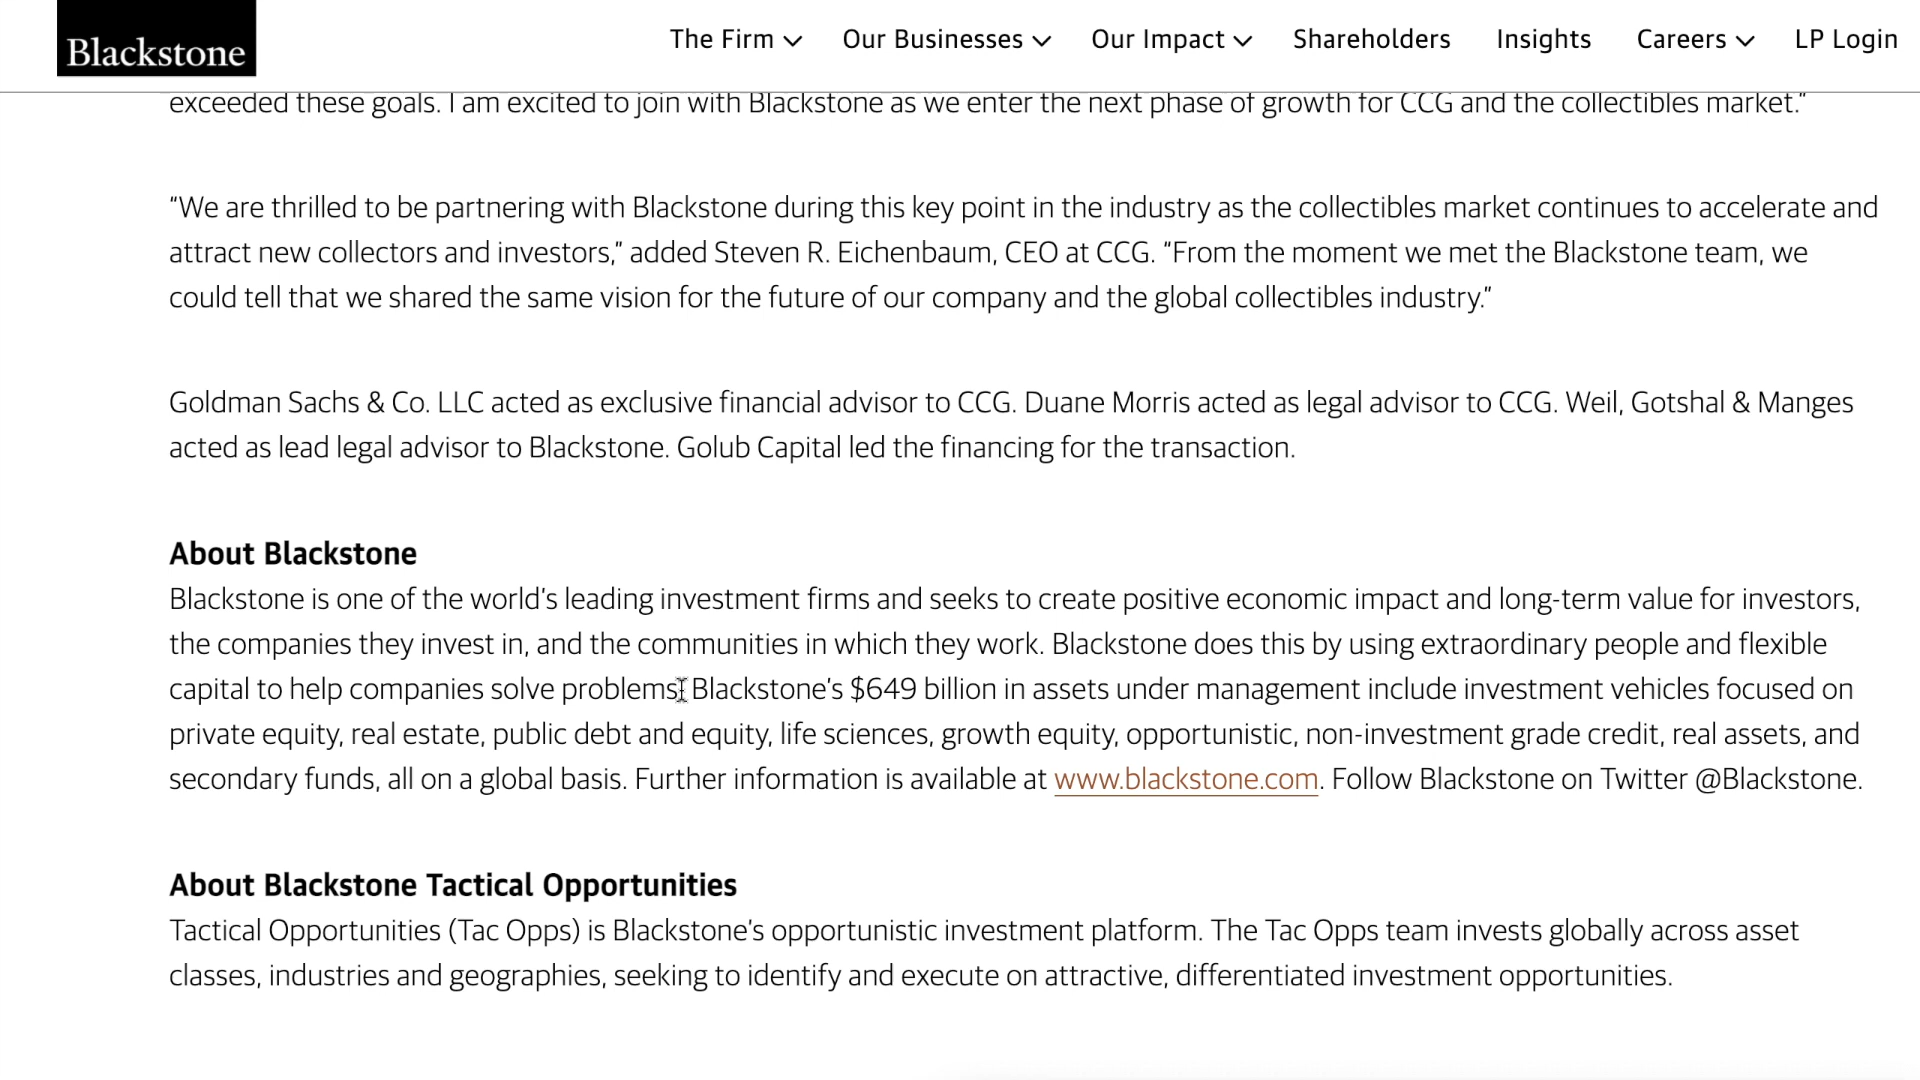 Blackstone
The Firm
Our Businesses
Our Impact
Shareholders
Insights
Careers
LP Login
exceeded these goals. I am excited to join with Blackstone as we enter the next phase of growth for CCG and the collectibles market.”
“We are thrilled to be partnering with Blackstone during this key point in the industry as the collectibles market continues to accelerate and
attract new collectors and investors,” added Steven R. Eichenbaum, CEO at CCG. “From the moment we met the Blackstone team, we
could tell that we shared the same vision for the future of our company and the global collectibles industry.”
Goldman Sachs & Co. LLC acted as exclusive financial advisor to CCG. Duane Morris acted as legal advisor to CCG. Weil, Gotshal & Manges
acted as lead legal advisor to Blackstone. Golub Capital led the financing for the transaction.
About Blackstone
Blackstone is one of the world’s leading investment firms and seeks to create positive economic impact and long-term value for investors,
the companies they invest in, and the communities in which they work. Blackstone does this by using extraordinary people and flexible
capital to help companies solve problems. Blackstone’s $649 billion in assets under management include investment vehicles focused on
private equity, real estate, public debt and equity, life sciences, growth equity, opportunistic, non-investment grade credit, real assets, and
secondary funds, all on a global basis. Further information is available at www.blackstone.com. Follow Blackstone on Twitter @Blackstone.
About Blackstone Tactical Opportunities
Tactical Opportunities (Tac Opps) is Blackstone’s opportunistic investment platform. The Tac Opps team invests globally across asset
classes, industries and geographies, seeking to identify and execute on attractive, differentiated investment opportunities.